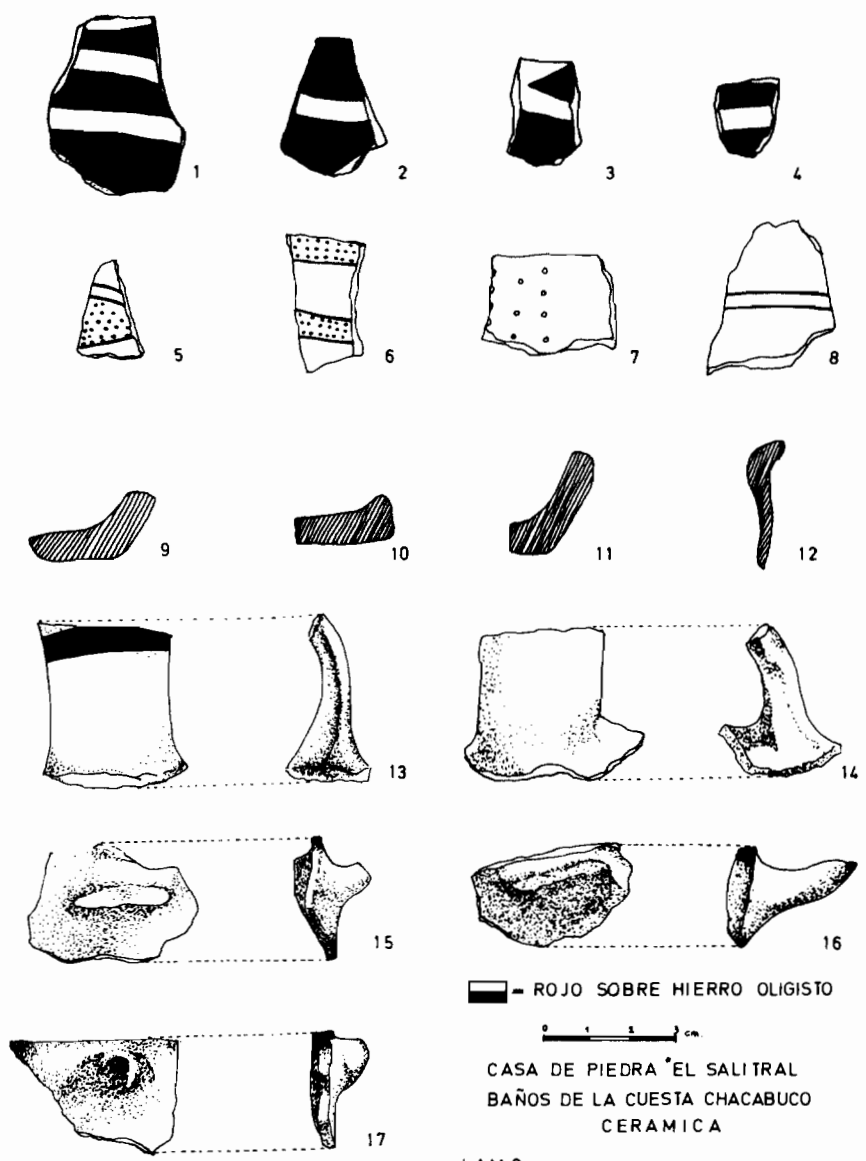 1 2 3 4
5 6 7 8
9 10 11 12
13 14
15 16
ROJO SOBRE HIERRO OLIGISTO
0 1 2 3 cm.
CASA DE PIEDRA "EL SALITRAL
BAÑOS DE LA CUESTA CHACABUCO
CERAMICA
17